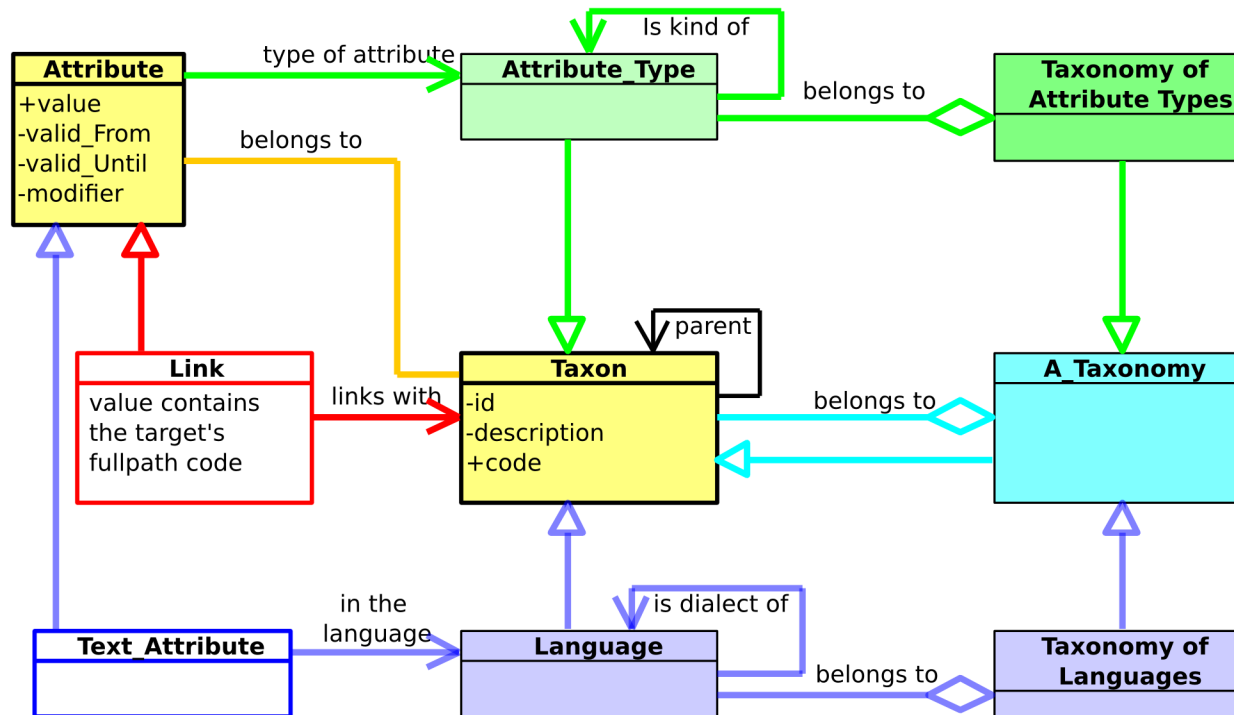 Is kind of
type of attribute
Attribute
+value
-valid_From
-valid_Until
-modifier
Attribute_Type
belongs to
Taxonomy of
Attribute Types
belongs to
parent
Link
value contains
the target's
fullpath code
links with
Taxon
-id
-description
+code
belongs to
A_Taxonomy
in the
language
is dialect of
Text_Attribute
Language
belongs to
Taxonomy of
Languages